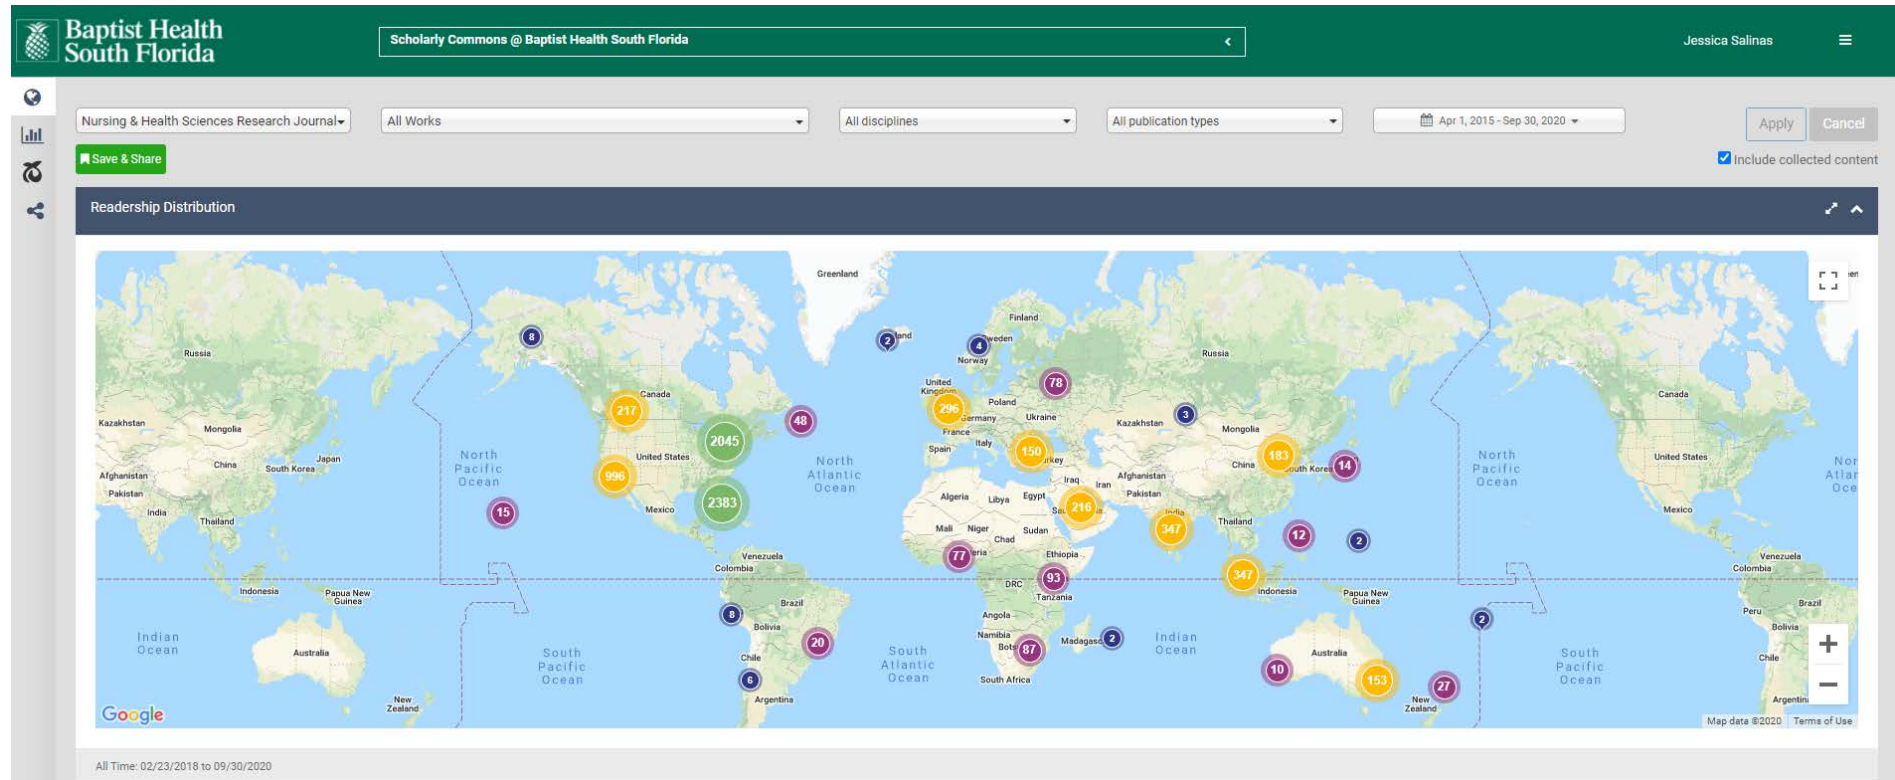 Baptist Health
South Florida
Scholarly Commons @ Baptist Health South Florida
Jessica Salinas
Nursing & Health Sciences Research Journal
All Works
All disciplines
All publication types
Apr 1, 2015 - Sep 30, 2020
Apply
Cancel
Save & Share
Include collected content
Readership Distribution
Greenland
Finland
Russia
8
2
4
Norway
Russia
United
78
Canada
Canada
217
296
Poland
Ukraine
Kazakhstan
3
Kazakhstan
Mongolia
48
France
Mongolia
2045
Spain
Italy
150
183
China
South Korea
Japan
North
Pacific
Ocean
United States
996
North
Atlantic
Ocean
Afghanistan
China
14
North
Pacific
Ocean
United States
Afghanistan
Pakistan
India
Thailand
15
Mexico
2383
Algeria
Libya
Egypt
Iraq
Iran
Pakistan
216
347
Thailand
12
2
Mexico
Mali
Niger
Chad
Sudan
77
Ethiopia
Venezuela
Colombia
Venezuela
Colombia
DRC
93
Tanzania
347
Indonesia
Papua New
Guinea
Indonesia
Papua New
Guinea
8
Brazil
Angola
Peru
Brazil
Indian
Ocean
Australia
South
Pacific
Ocean
Bolivia
20
South
Atlantic
Ocean
Namibia
87
2
Indian
Ocean
10
Australia
2
South
Pacific
Ocean
Bolivia
Chile
6
South Africa
153
27
Chile
New
Zealand
Argentina
New
Zealand
Google
Map data ©2020
Terms of Use
All Time: 02/23/2018 to 09/30/2020